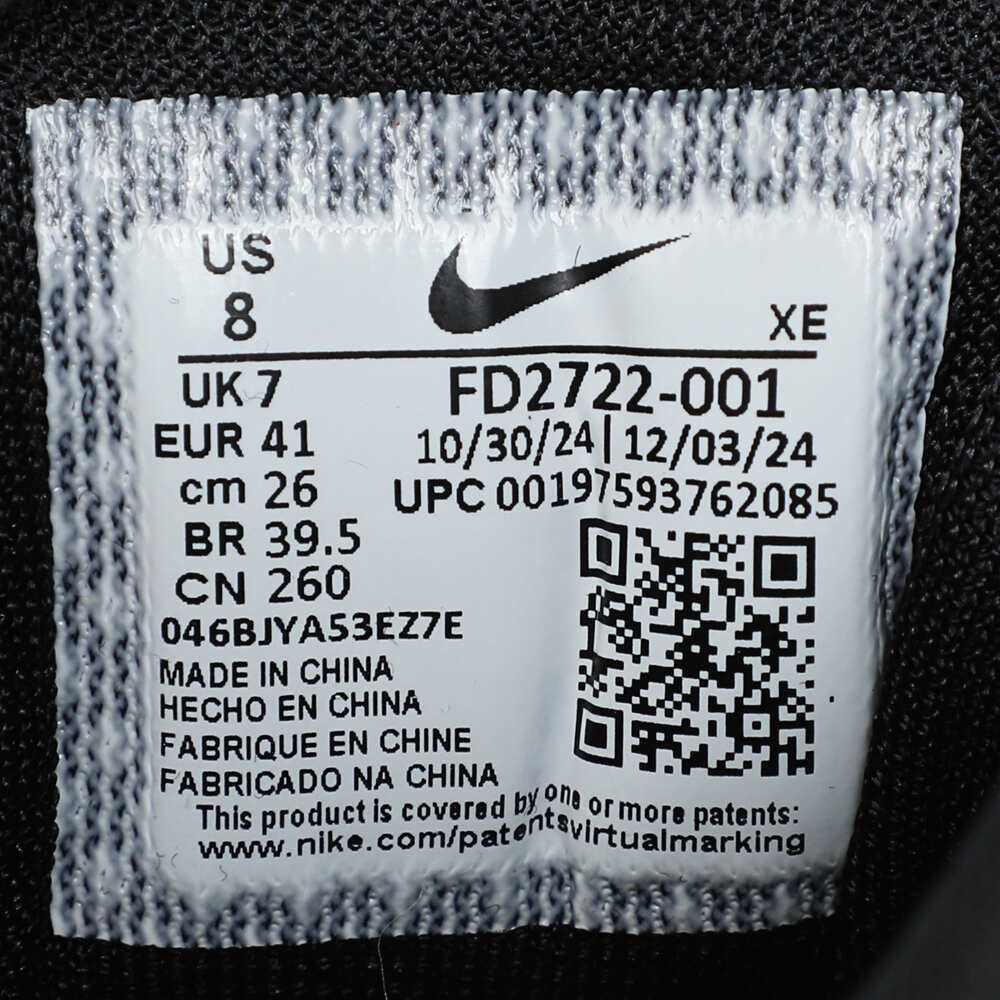 US
8
XE
UK 7
FD2722-001
EUR 41
10/30/24 | 12/03/24
cm 26
UPC 00197593762085
BR 39.5
CN 260
046BJYA53EZ7E
MADE IN CHINA
HECHO EN CHINA
FABRIQUE EN CHINE
FABRICADO NA CHINA
This product is covered by one or more patents:
www.nike.com/patentsvirtualmarking